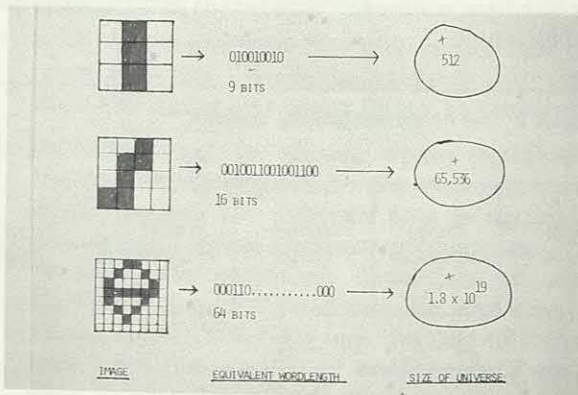 010010010
512
9 BITS
0010011001001100
65,536
16 BITS
000110..........000
1.8 x 10^19
64 BITS
IMAGE EQUIVALENT WORDLENGTH SIZE OF UNIVERSE